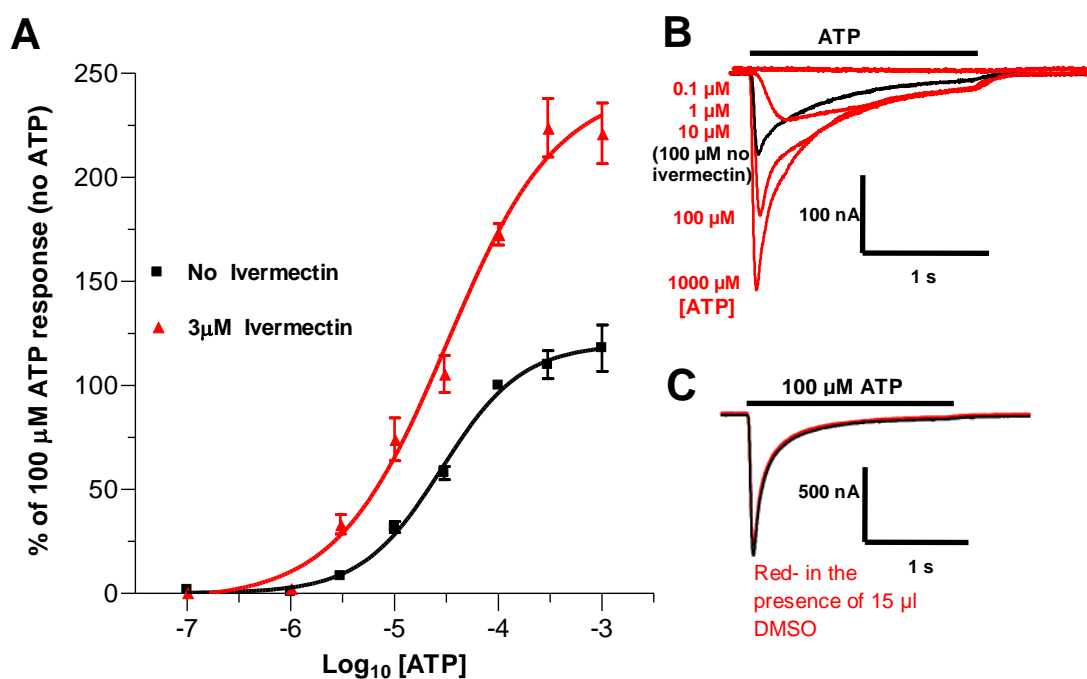 A
% of 100 µM ATP response (no ATP)
250
200
150
100
50
0
No Ivermectin
3µM Ivermectin
-7
-6
-5
-4
-3
Log10 [ATP]
B
ATP
0.1 µM
1 µM
10 µM
(100 µM no
ivermectin)
100 µM
1000 µM
[ATP]
100 nA
1 s
C
100 µM ATP
500 nA
1 s
Red- in the
presence of 15 µl
DMSO